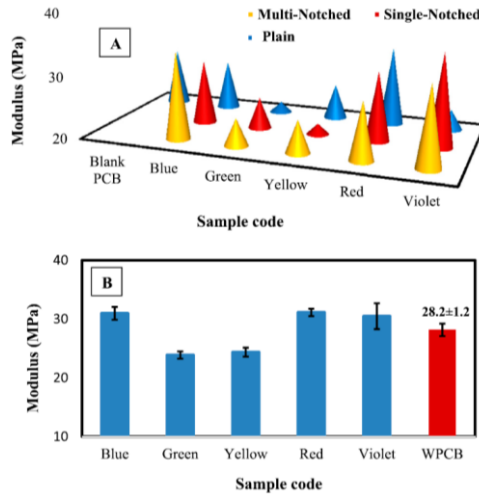 40
A
Multi-Notched
Single-Notched
Plain
30
20
Modulus (MPa)
Blank
PCB
Blue
Green
Yellow
Red
Violet
Sample code
40
B
30
20
10
28.2±1.2
Modulus (MPa)
Blue
Green
Yellow
Red
Violet
WPCB
Sample code